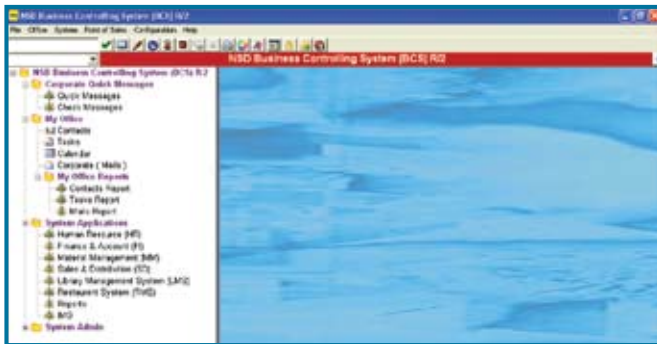 NSD Business Controlling System (BCS) R/2
File Office System Point of Sales Configuration Help
NSD Business Controlling System (BCS) R/2
NSD Business Controlling System (BCS) R/2
Corporate Quick Messages
Quick Messages
Check Messages
My Office
Contacts
Tasks
Calendar
Corporate ( Mails )
My Office Reports
Contacts Report
Tasks Report
Mails Report
System Applications
Human Resource (HR)
Finance & Account (FI)
Material Management (MM)
Sales & Distribution (SD)
Library Management System (LMS)
Restaurant System
Reports
System Admin